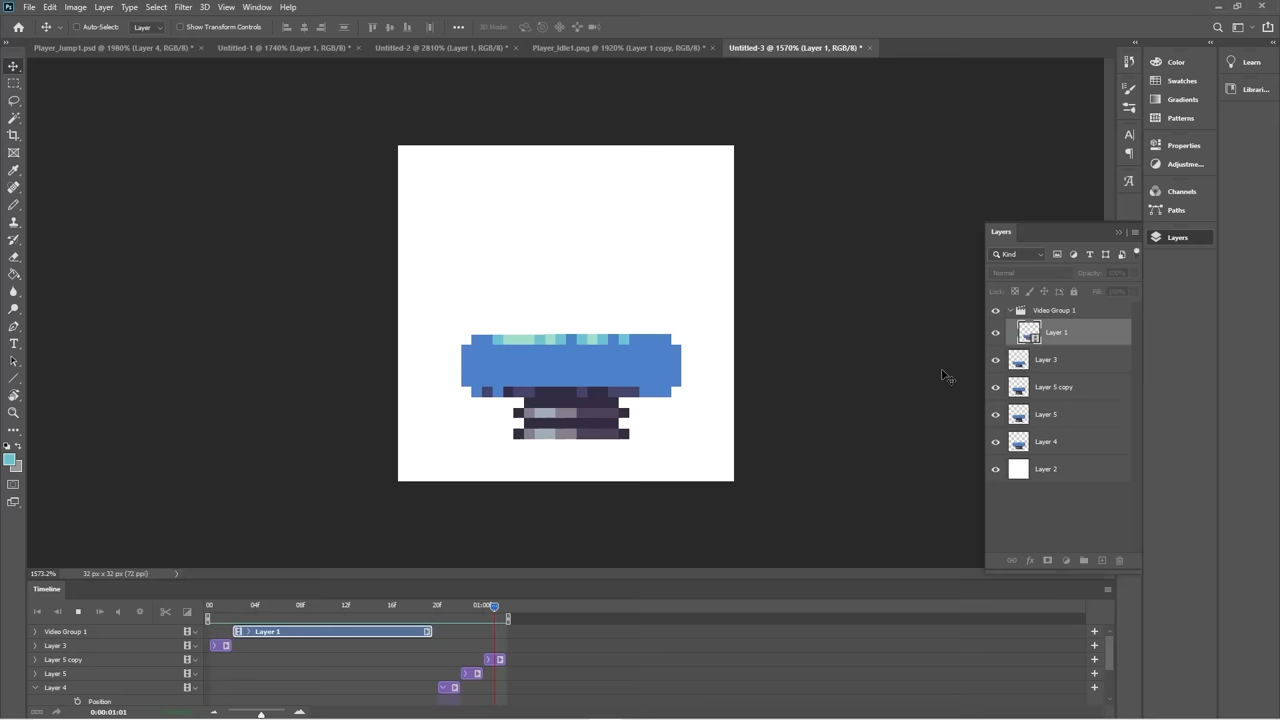 File Edit Image Layer Type Select Filter 3D View Window Help
Auto-Select: Layer Show Transform Controls 3D Mode:
Player_Jump1.psd @ 1980% (Layer 4, RGB/8) * Untitled-1 @ 1740% (Layer 1, RGB/8) * Untitled-2 @ 2810% (Layer 1, RGB/8) * Player_Idle1.png @ 1920% (Layer 1 copy, RGB/8) * Untitled-3 @ 1570% (Layer 1, RGB/8) *
Color
Swatches
Gradients
Patterns
Properties
Adjustme...
Channels
Paths
Layers
Learn
Librari...
Layers
Kind
Normal Opacity: 100%
Lock: Fill: 100%
Video Group 1
Layer 1
Layer 3
Layer 5 copy
Layer 5
Layer 4
Layer 2
1573.2% 32 px x 32 px (72 ppi)
Timeline
00 04F 08F 12F 16F 20F 01:00
Video Group 1 Layer 1
Layer 3
Layer 5 copy
Layer 5
Layer 4
Position
0:00:01:01